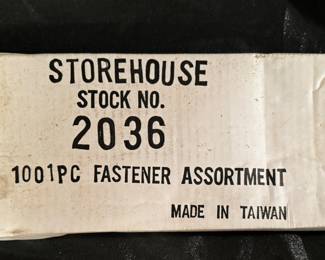 STOREHOUSE
STOCK NO.
2036
1001PC FASTENER ASSORTMENT
MADE IN TAIWAN